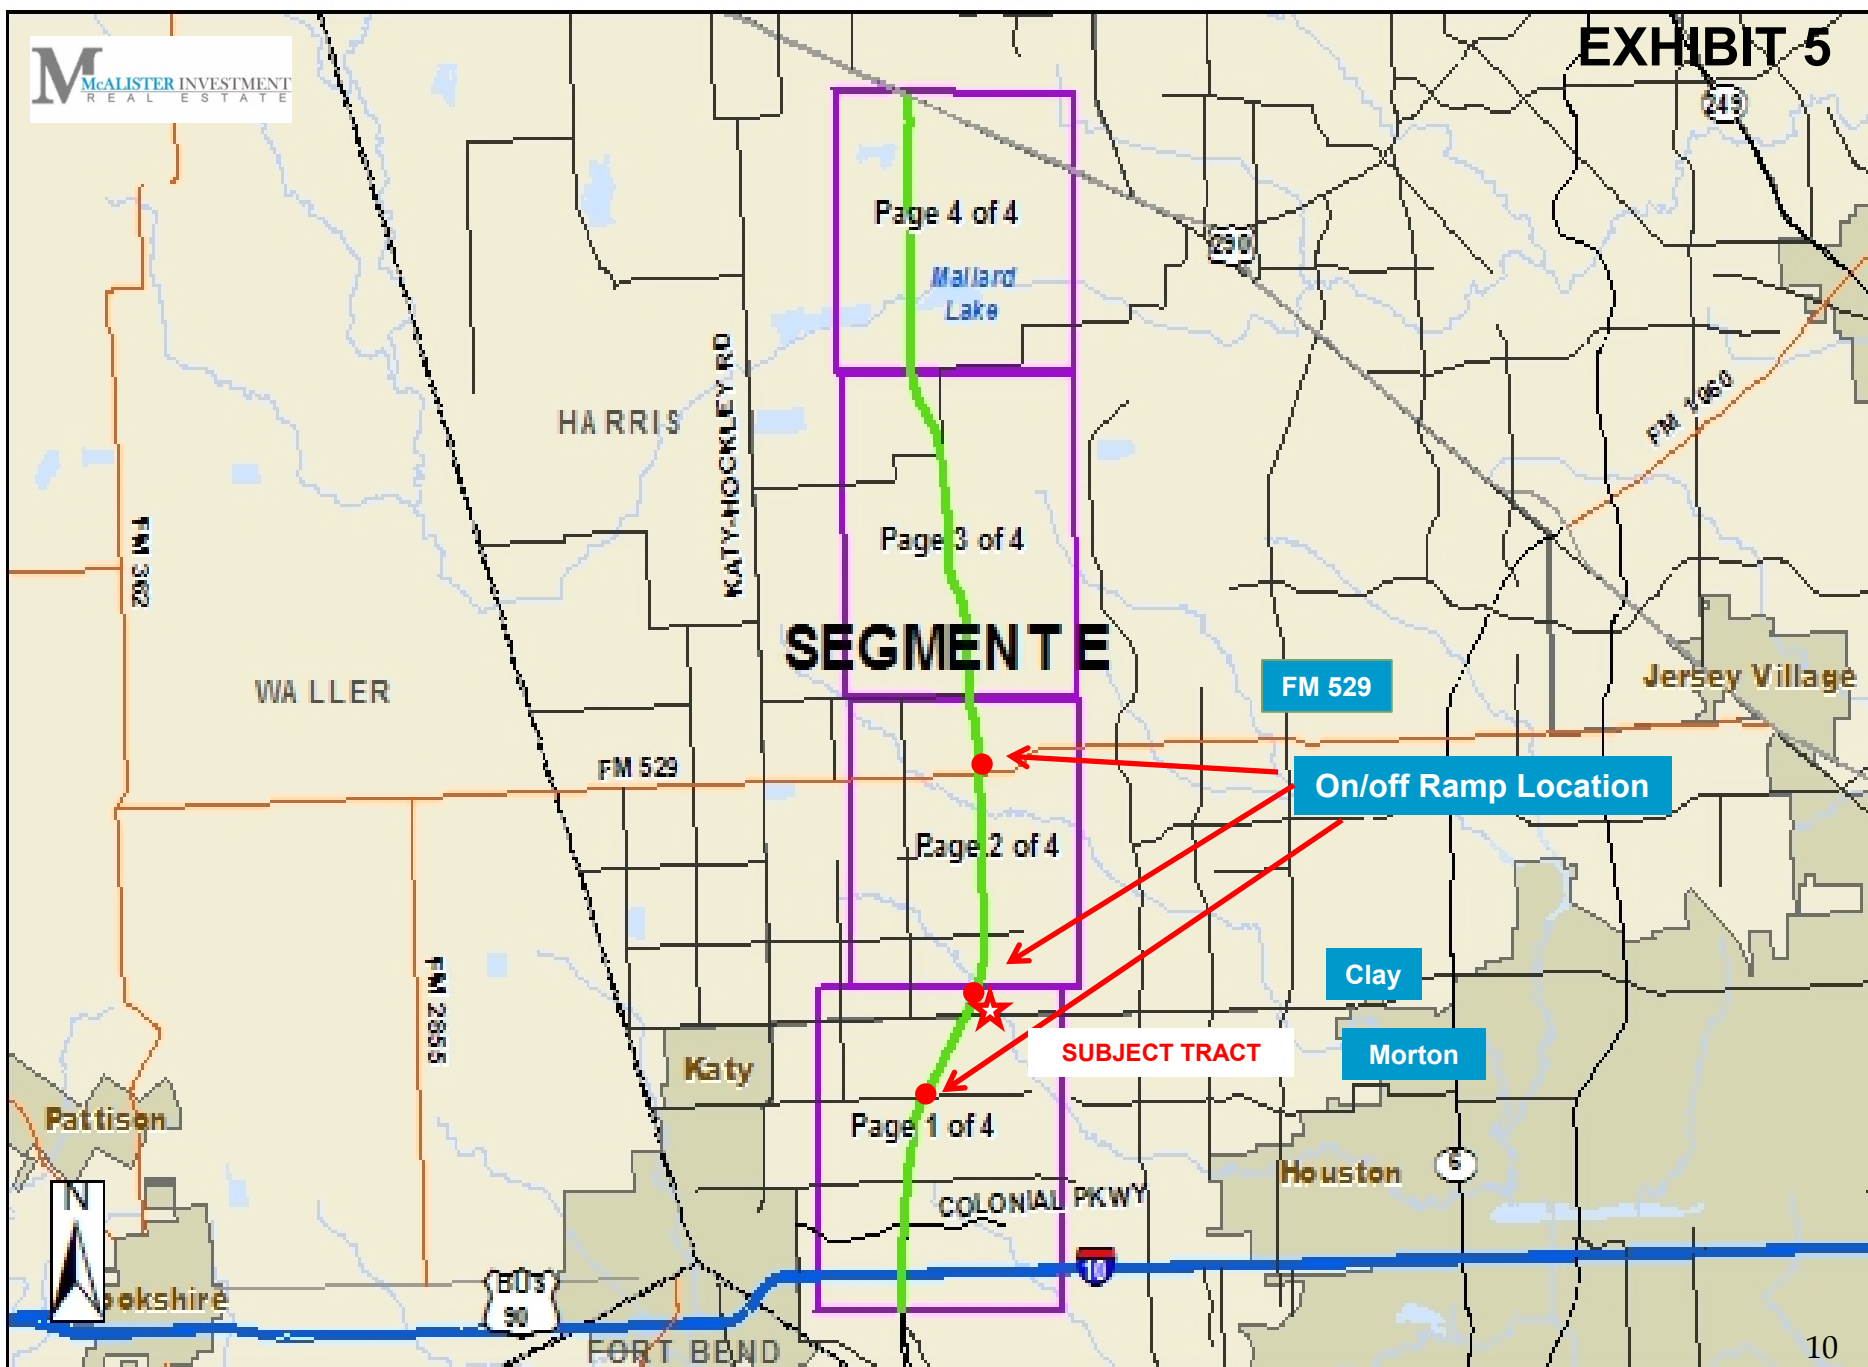 EXHIBIT 5
M
McALISTER INVESTMENT
REAL ESTATE
249
Page 4 of 4
290
Mallard
Lake
KATY-HOCKLEY RD
HARRIS
FM 1960
FM 362
Page 3 of 4
SEGMENT E
WALLER
FM 529
Jersey Village
FM 529
On/off Ramp Location
Page 2 of 4
FM 2855
Clay
SUBJECT TRACT
Morton
Katy
Pattison
Page 1 of 4
Houston
6
N
COLONIAL PKWY
10
BUS
90
ookshire
FORT BEND
10